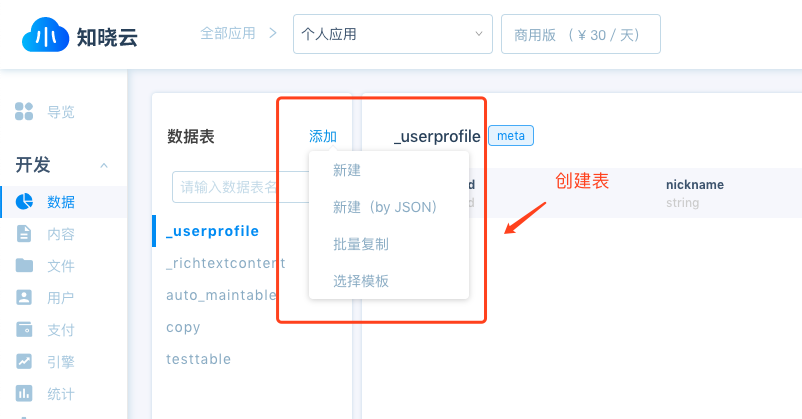 知晓云
全部应用
个人应用
商用版 （￥30 / 天）
导览
开发
数据
内容
文件
用户
支付
引擎
统计
数据表
添加
请输入数据表名
_userprofile
_richtextcontent
auto_maintable
copy
testtable
新建
新建（by JSON）
批量复制
选择模板
_userprofile
meta
创建表
d
d
nickname
string